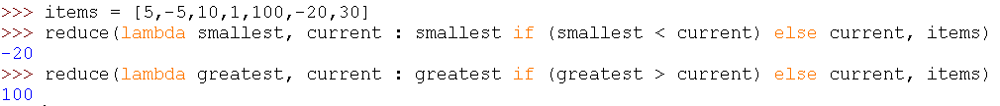 >>> items = [5,-5,10,1,100,-20,30]
>>> reduce(lambda smallest, current : smallest if (smallest < current) else current, items)
-20
>>> reduce(lambda greatest, current : greatest if (greatest > current) else current, items)
100